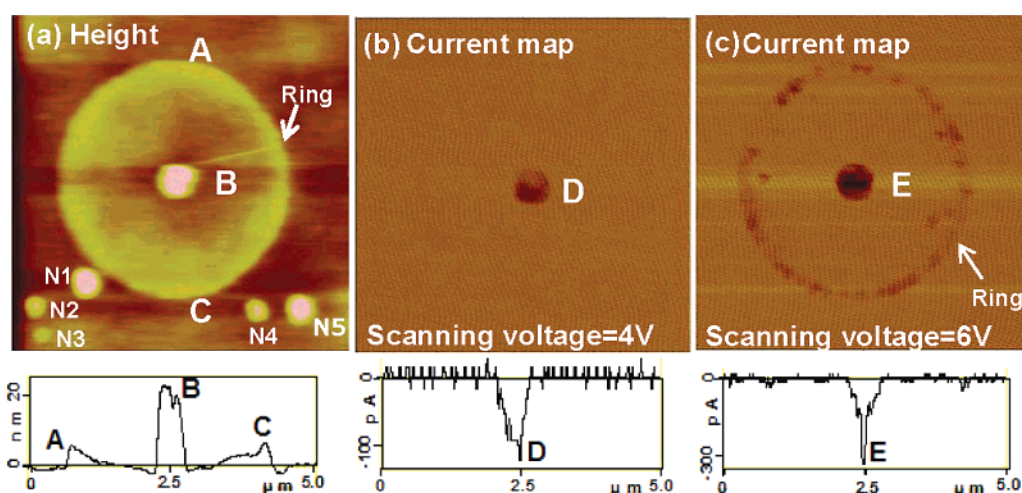 (a) Height
A
Ring
B
N1
N2
C
N4
N5
N3
(b) Current map
D
Scanning voltage=4V
(c) Current map
E
Ring
Scanning voltage=6V
20
nm
0
A
B
C
0
2.5
μm
5.0
0
pA
-100
D
0
2.5
μm
5.0
0
pA
-300
E
0
2.5
μm
5.0